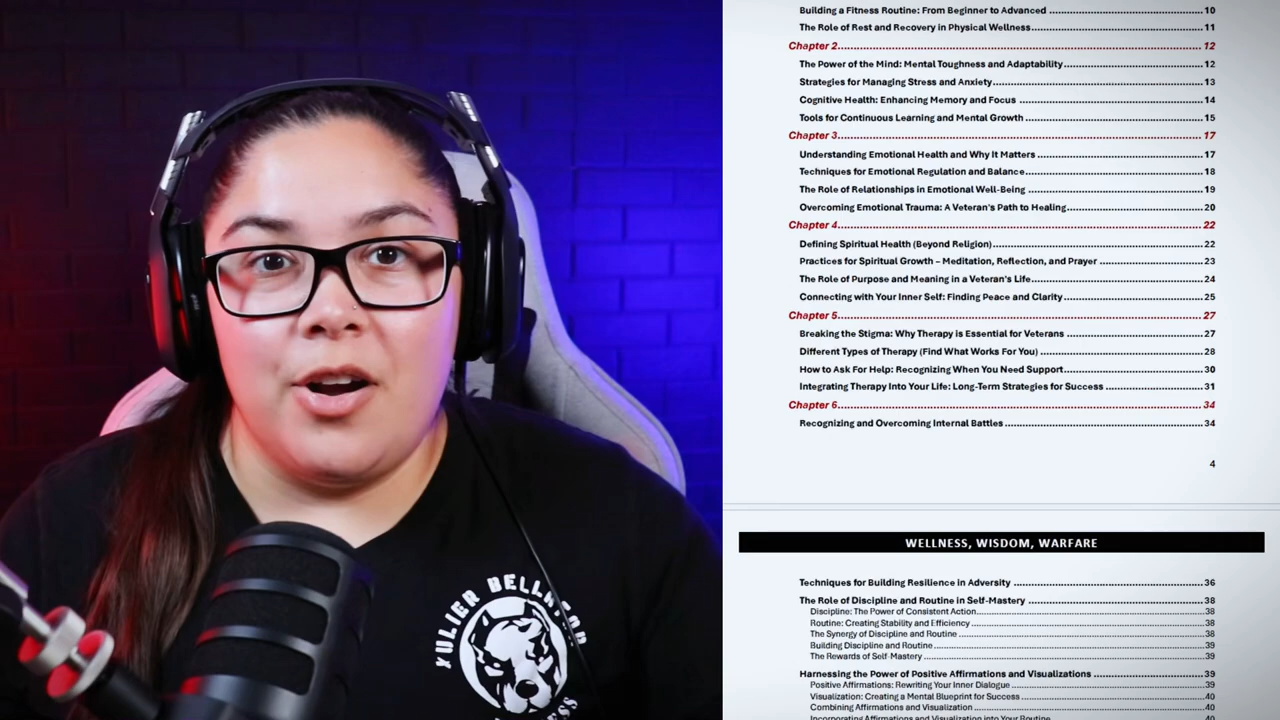 Building a Fitness Routine: From Beginner to Advanced ........ 10
The Role of Rest and Recovery in Physical Wellness ........ 11
Chapter 2 ........ 12
The Power of the Mind: Mental Toughness and Adaptability ........ 12
Strategies for Managing Stress and Anxiety ........ 13
Cognitive Health: Enhancing Memory and Focus ........ 14
Tools for Continuous Learning and Mental Growth ........ 15
Chapter 3 ........ 17
Understanding Emotional Health and Why It Matters ........ 17
Techniques for Emotional Regulation and Balance ........ 18
The Role of Relationships in Emotional Well-Being ........ 19
Overcoming Emotional Trauma: A Veteran's Path to Healing ........ 20
Chapter 4 ........ 22
Defining Spiritual Health (Beyond Religion) ........ 22
Practices for Spiritual Growth – Meditation, Reflection, and Prayer ........ 23
The Role of Purpose and Meaning in a Veteran's Life ........ 24
Connecting with Your Inner Self: Finding Peace and Clarity ........ 25
Chapter 5 ........ 27
Breaking the Stigma: Why Therapy is Essential for Veterans ........ 27
Different Types of Therapy (Find What Works For You) ........ 28
How to Ask For Help: Recognizing When You Need Support ........ 30
Integrating Therapy Into Your Life: Long-Term Strategies for Success ........ 31
Chapter 6 ........ 34
Recognizing and Overcoming Internal Battles ........ 34
4
WELLNESS, WISDOM, WARFARE
Techniques for Building Resilience in Adversity ........ 36
The Role of Discipline and Routine in Self-Mastery ........ 38
Discipline: The Power of Consistent Action ........ 38
Routine: Creating Stability and Efficiency ........ 38
The Synergy of Discipline and Routine ........ 38
Building Discipline and Routine ........ 39
The Rewards of Self-Mastery ........ 39
Harnessing the Power of Positive Affirmations and Visualizations ........ 39
Positive Affirmations: Rewriting Your Inner Dialogue ........ 39
Visualization: Creating a Mental Blueprint for Success ........ 40
Combining Affirmations and Visualization ........ 40
Incorporating Affirmations and Visualization into Your Routine ........ 40